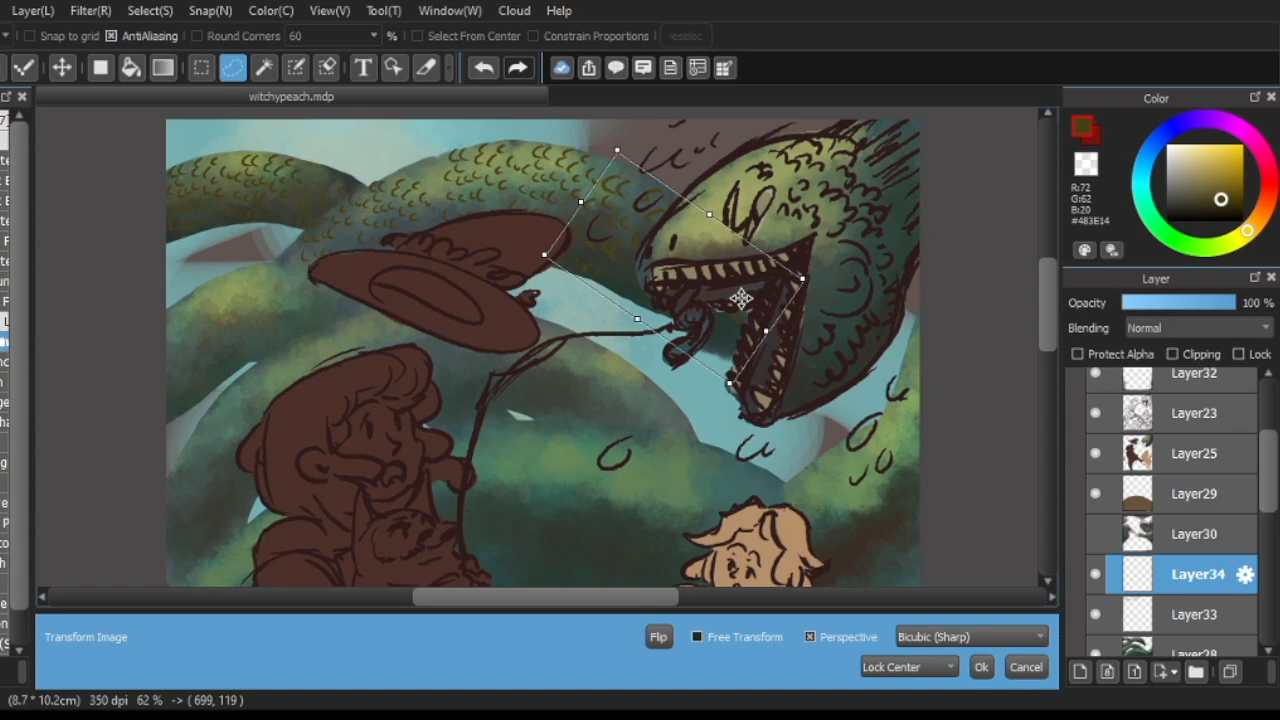 Layer(L) Filter(R) Select(S) Snap(N) Color(C) View(V) Tool(T) Window(W) Cloud Help
Snap to grid AntiAliasing Round Corners 60 % Select From Center Constrain Proportions
witchypeach.mdp
Color
R:72
G:62
B:20
#483E14
Layer
Opacity 100 %
Blending Normal
Protect Alpha Clipping Lock
Layer32
Layer23
Layer25
Layer29
Layer30
Layer34
Layer33
Layer28
Transform Image Flip Free Transform Perspective Bicubic (Sharp)
Lock Center Ok Cancel
(8.7 * 10.2cm) 350 dpi 62 % -> ( 699, 119 )